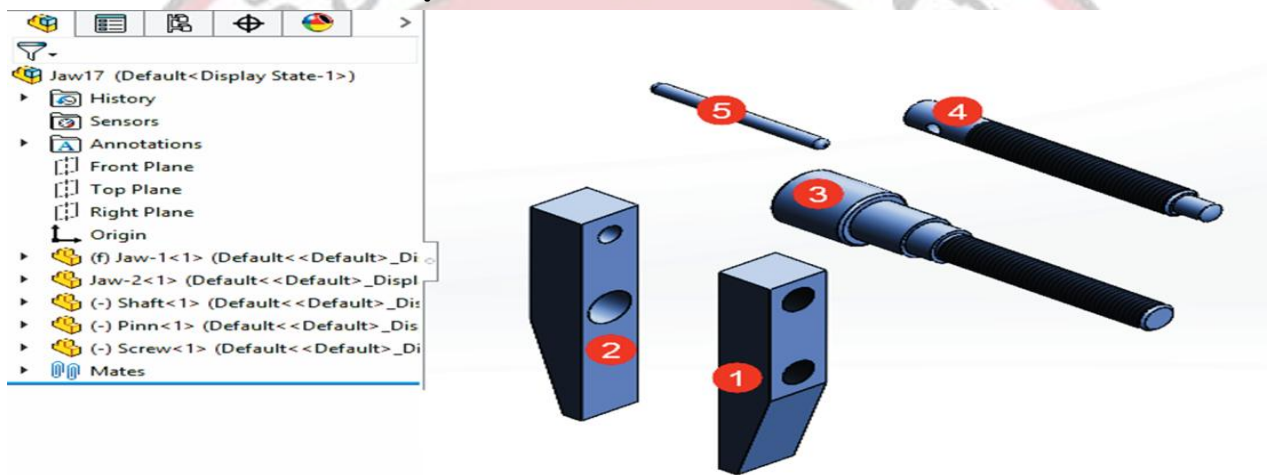 Jaw17 (Default<Display State-1>)
History
Sensors
Annotations
Front Plane
Top Plane
Right Plane
Origin
(f) Jaw-1<1> (Default<<Default>_Di
Jaw-2<1> (Default<<Default>_Displ
(-) Shaft<1> (Default<<Default>_Dis
(-) Pinn<1> (Default<<Default>_Dis
(-) Screw<1> (Default<<Default>_Di
Mates
5
4
3
2
1